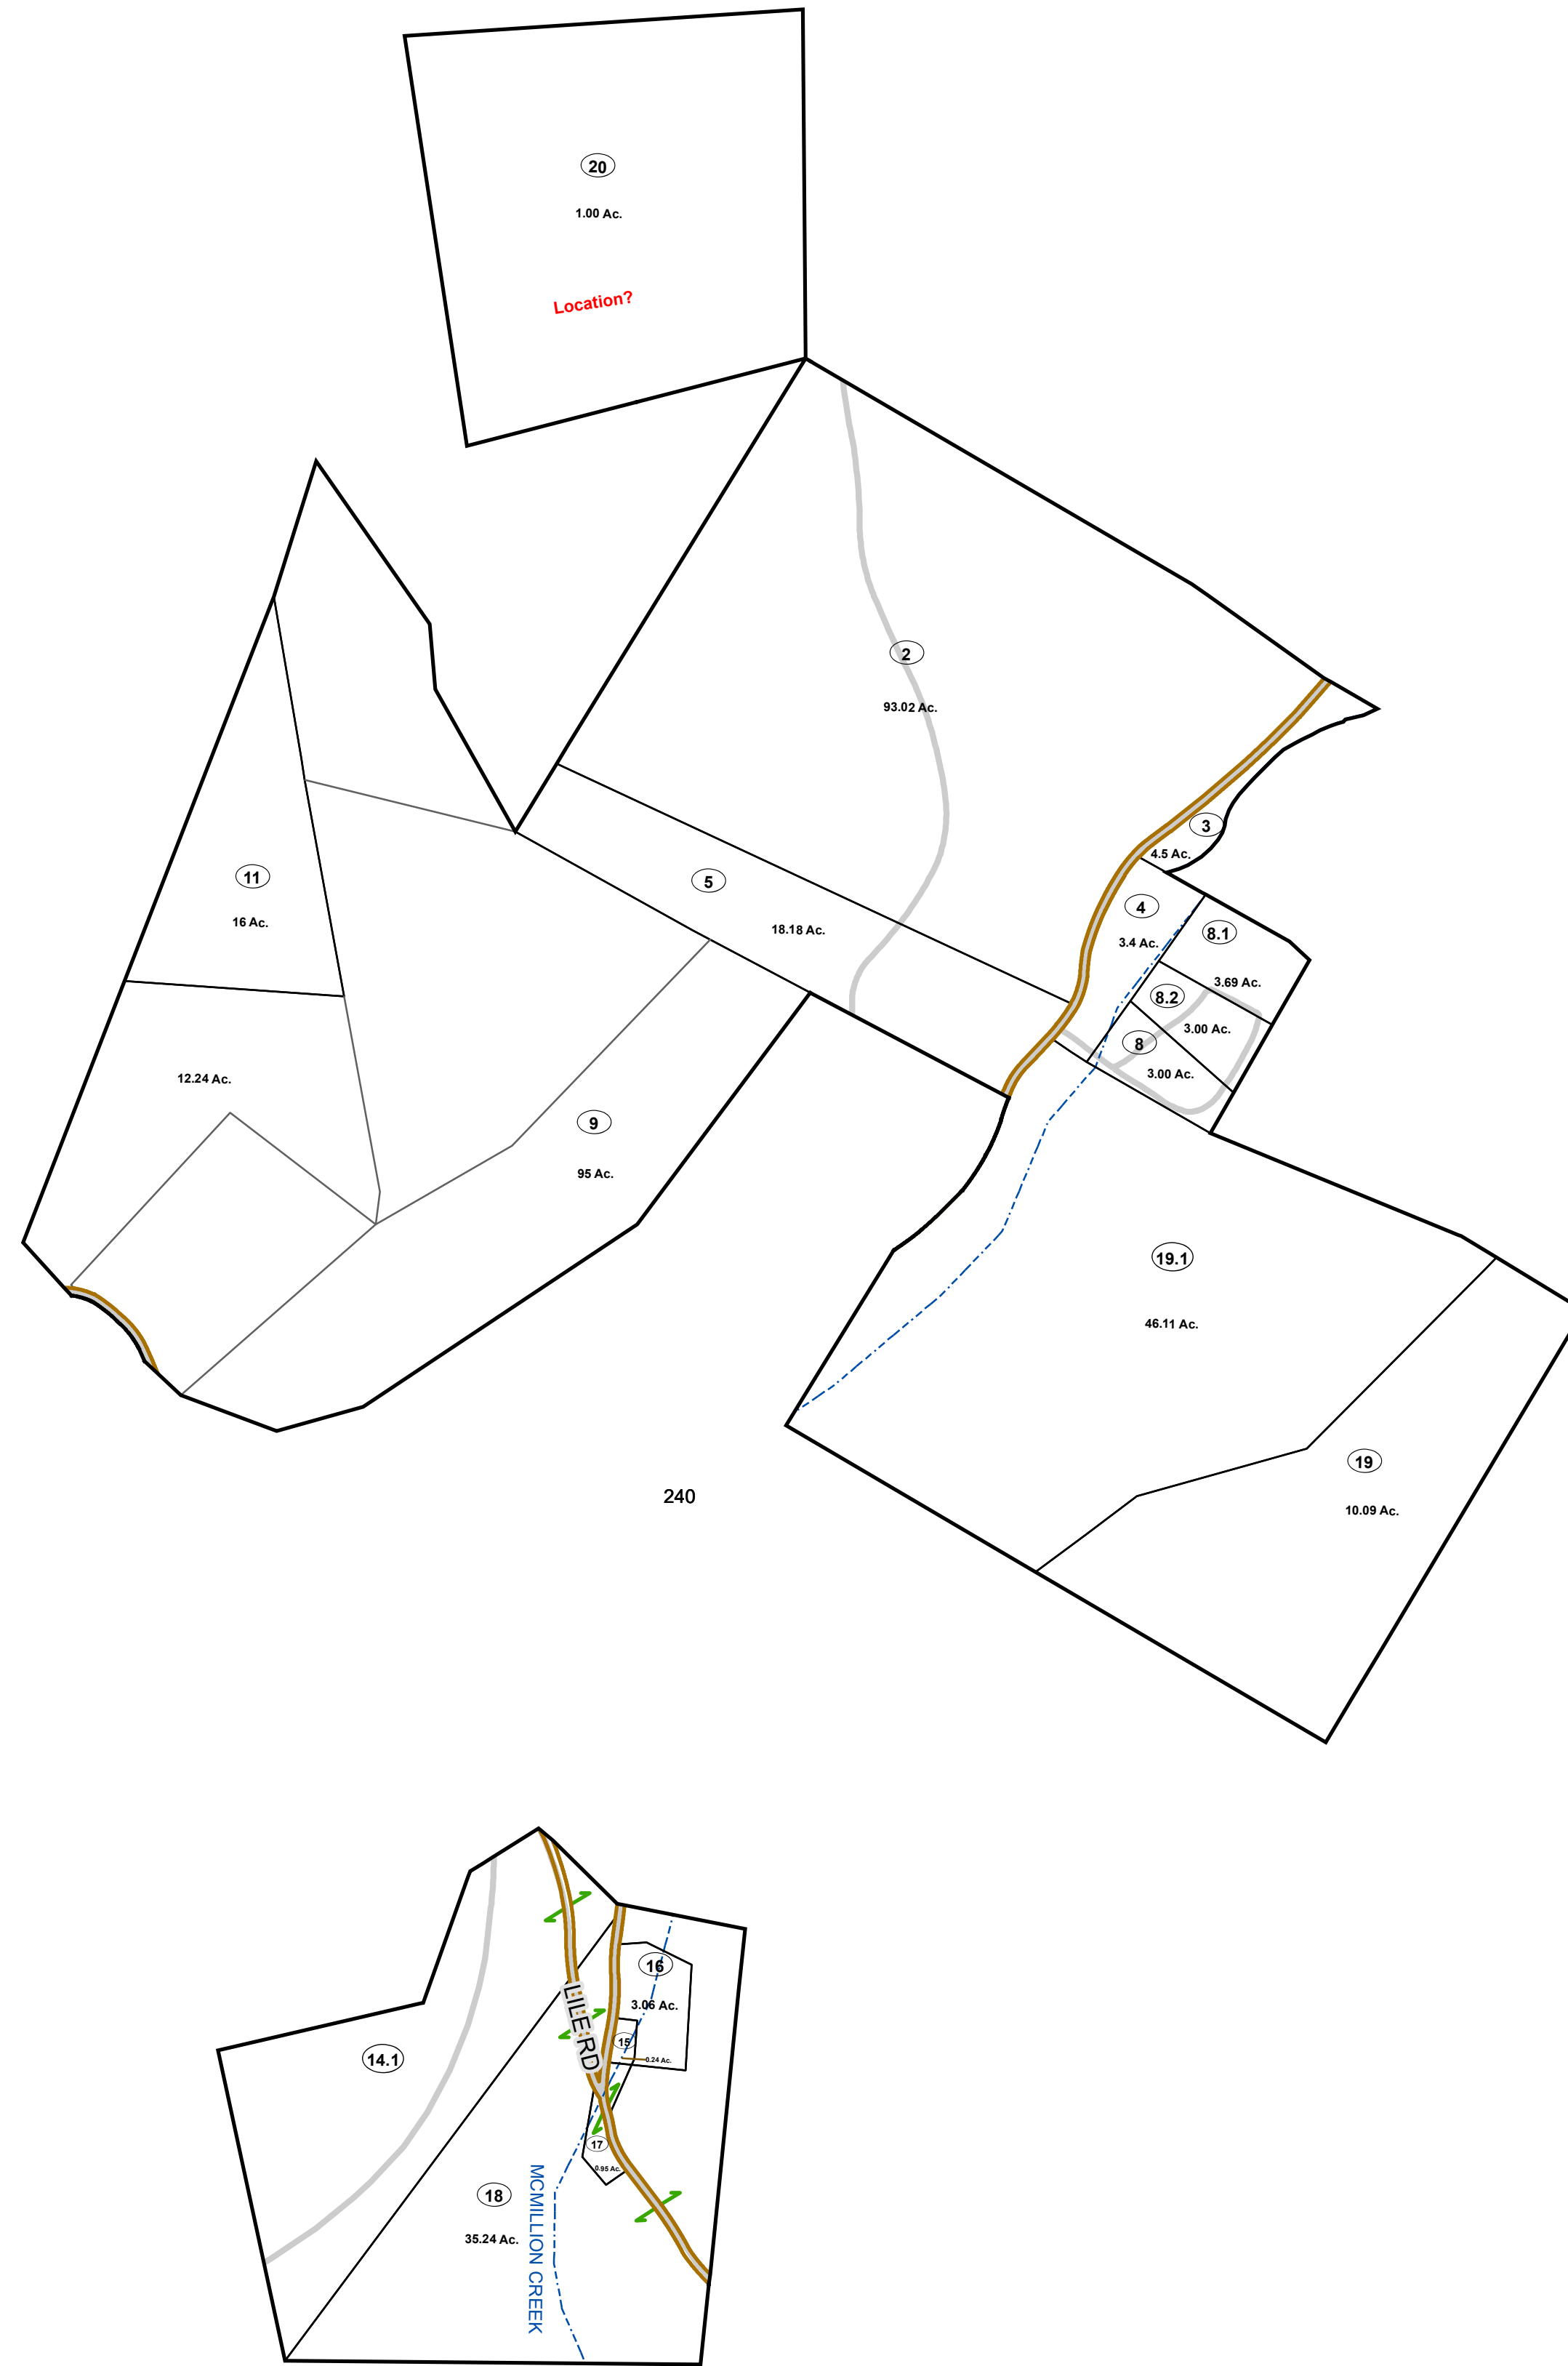 20
1.00 Ac.
Location?
2
93.02 Ac.
3
4.5 Ac.
11
16 Ac.
5
18.18 Ac.
4
3.4 Ac.
8.1
3.69 Ac.
8.2
3.00 Ac.
8
3.00 Ac.
12.24 Ac.
9
95 Ac.
19.1
46.11 Ac.
19
10.09 Ac.
240
16
3.06 Ac.
LILE RD
15
0.24 Ac.
14.1
17
0.95 Ac.
18
35.24 Ac.
MCMILLION CREEK